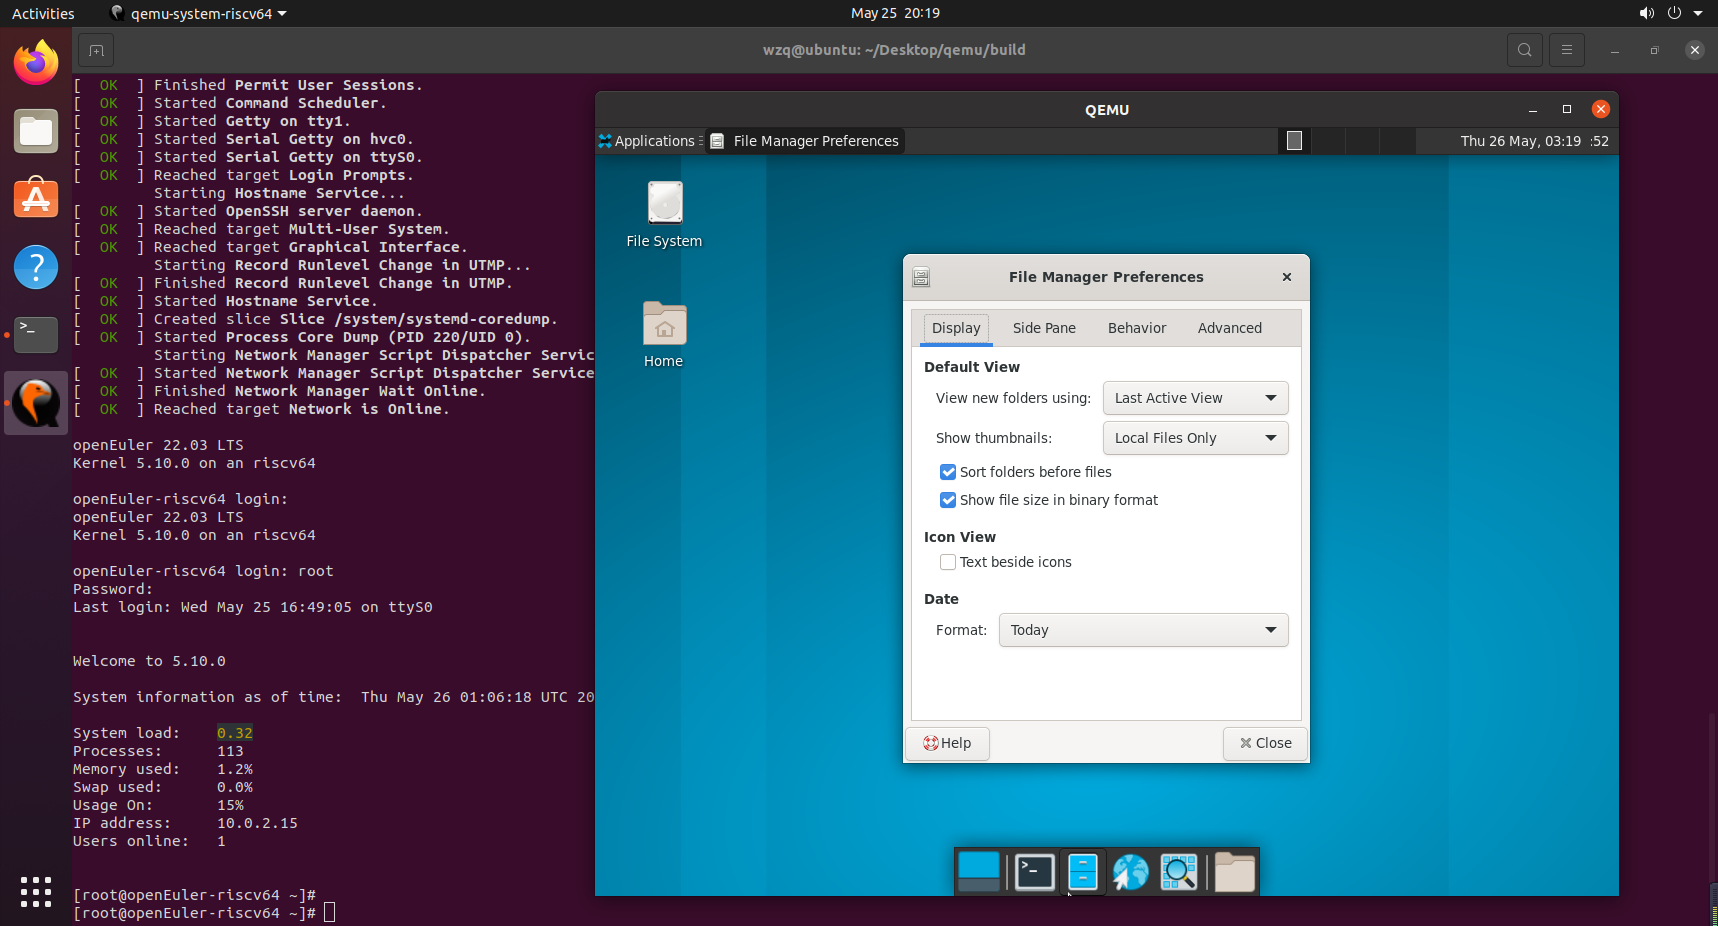 Activities
qemu-system-riscv64
May 25 20:19
wzq@ubuntu: ~/Desktop/qemu/build
[  OK  ] Finished Permit User Sessions.
[  OK  ] Started Command Scheduler.
[  OK  ] Started Getty on tty1.
[  OK  ] Started Serial Getty on hvc0.
[  OK  ] Started Serial Getty on ttyS0.
[  OK  ] Reached target Login Prompts.
         Starting Hostname Service...
[  OK  ] Started OpenSSH server daemon.
[  OK  ] Reached target Multi-User System.
[  OK  ] Reached target Graphical Interface.
         Starting Record Runlevel Change in UTMP...
[  OK  ] Finished Record Runlevel Change in UTMP.
[  OK  ] Started Hostname Service.
[  OK  ] Created slice Slice /system/systemd-coredump.
[  OK  ] Started Process Core Dump (PID 220/UID 0).
         Starting Network Manager Script Dispatcher Servic
[  OK  ] Started Network Manager Script Dispatcher Service
[  OK  ] Finished Network Manager Wait Online.
[  OK  ] Reached target Network is Online.
openEuler 22.03 LTS
Kernel 5.10.0 on an riscv64
openEuler-riscv64 login:
openEuler 22.03 LTS
Kernel 5.10.0 on an riscv64
openEuler-riscv64 login: root
Password:
Last login: Wed May 25 16:49:05 on ttyS0
Welcome to 5.10.0
System information as of time:  Thu May 26 01:06:18 UTC 20
System load:    0.32
Processes:      113
Memory used:    1.2%
Swap used:      0.0%
Usage On:       15%
IP address:     10.0.2.15
Users online:   1
[root@openEuler-riscv64 ~]#
[root@openEuler-riscv64 ~]#
QEMU
Applications
File Manager Preferences
Thu 26 May, 03:19 :52
File System
Home
File Manager Preferences
Display
Side Pane
Behavior
Advanced
Default View
View new folders using: Last Active View
Show thumbnails: Local Files Only
Sort folders before files
Show file size in binary format
Icon View
Text beside icons
Date
Format: Today
Help
Close